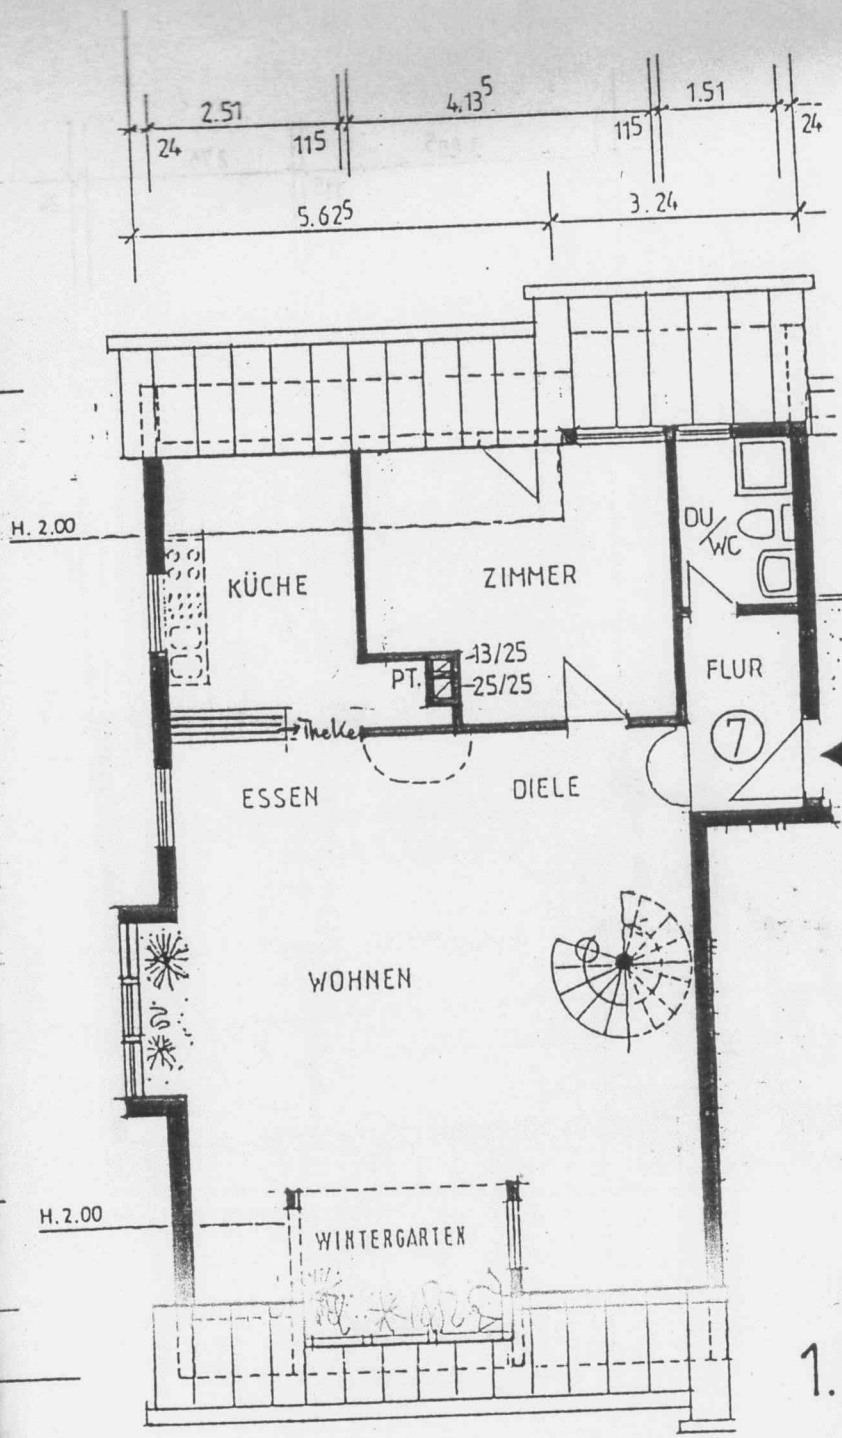 2.51
4.13⁵
1.51
24
11⁵
11⁵
24
5.62⁵
3.24
H. 2.00
DU/WC
KÜCHE
ZIMMER
13/25
PT.
25/25
FLUR
Theke
7
ESSEN
DIELE
WOHNEN
H. 2.00
WINTERGARTEN
1.